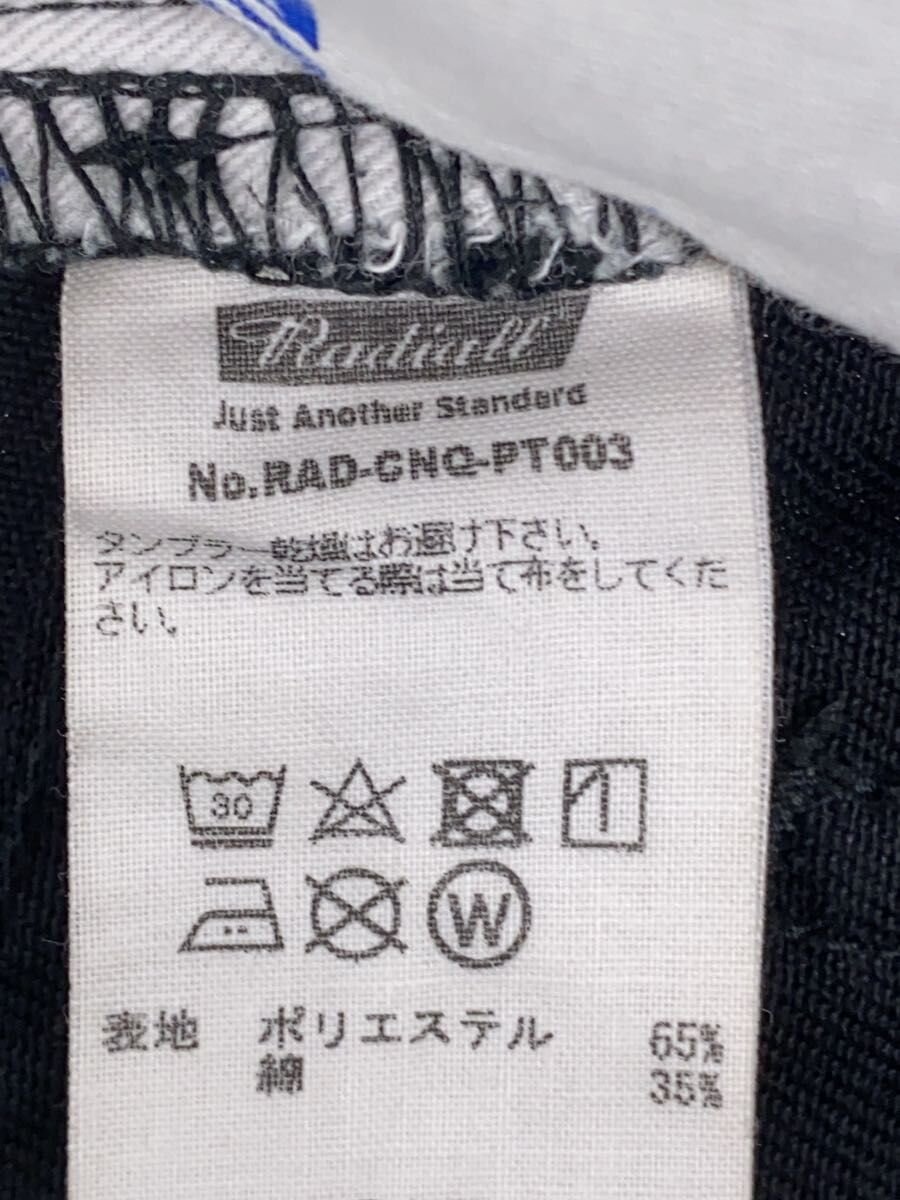 Radiall
Just Another Standard
No.RAD-CNQ-PT003
タンブラー乾燥はお避け下さい。
アイロンを当てる際は当て布をしてくだ
さい。
30
W
表地 ポリエステル 65%
綿 35%